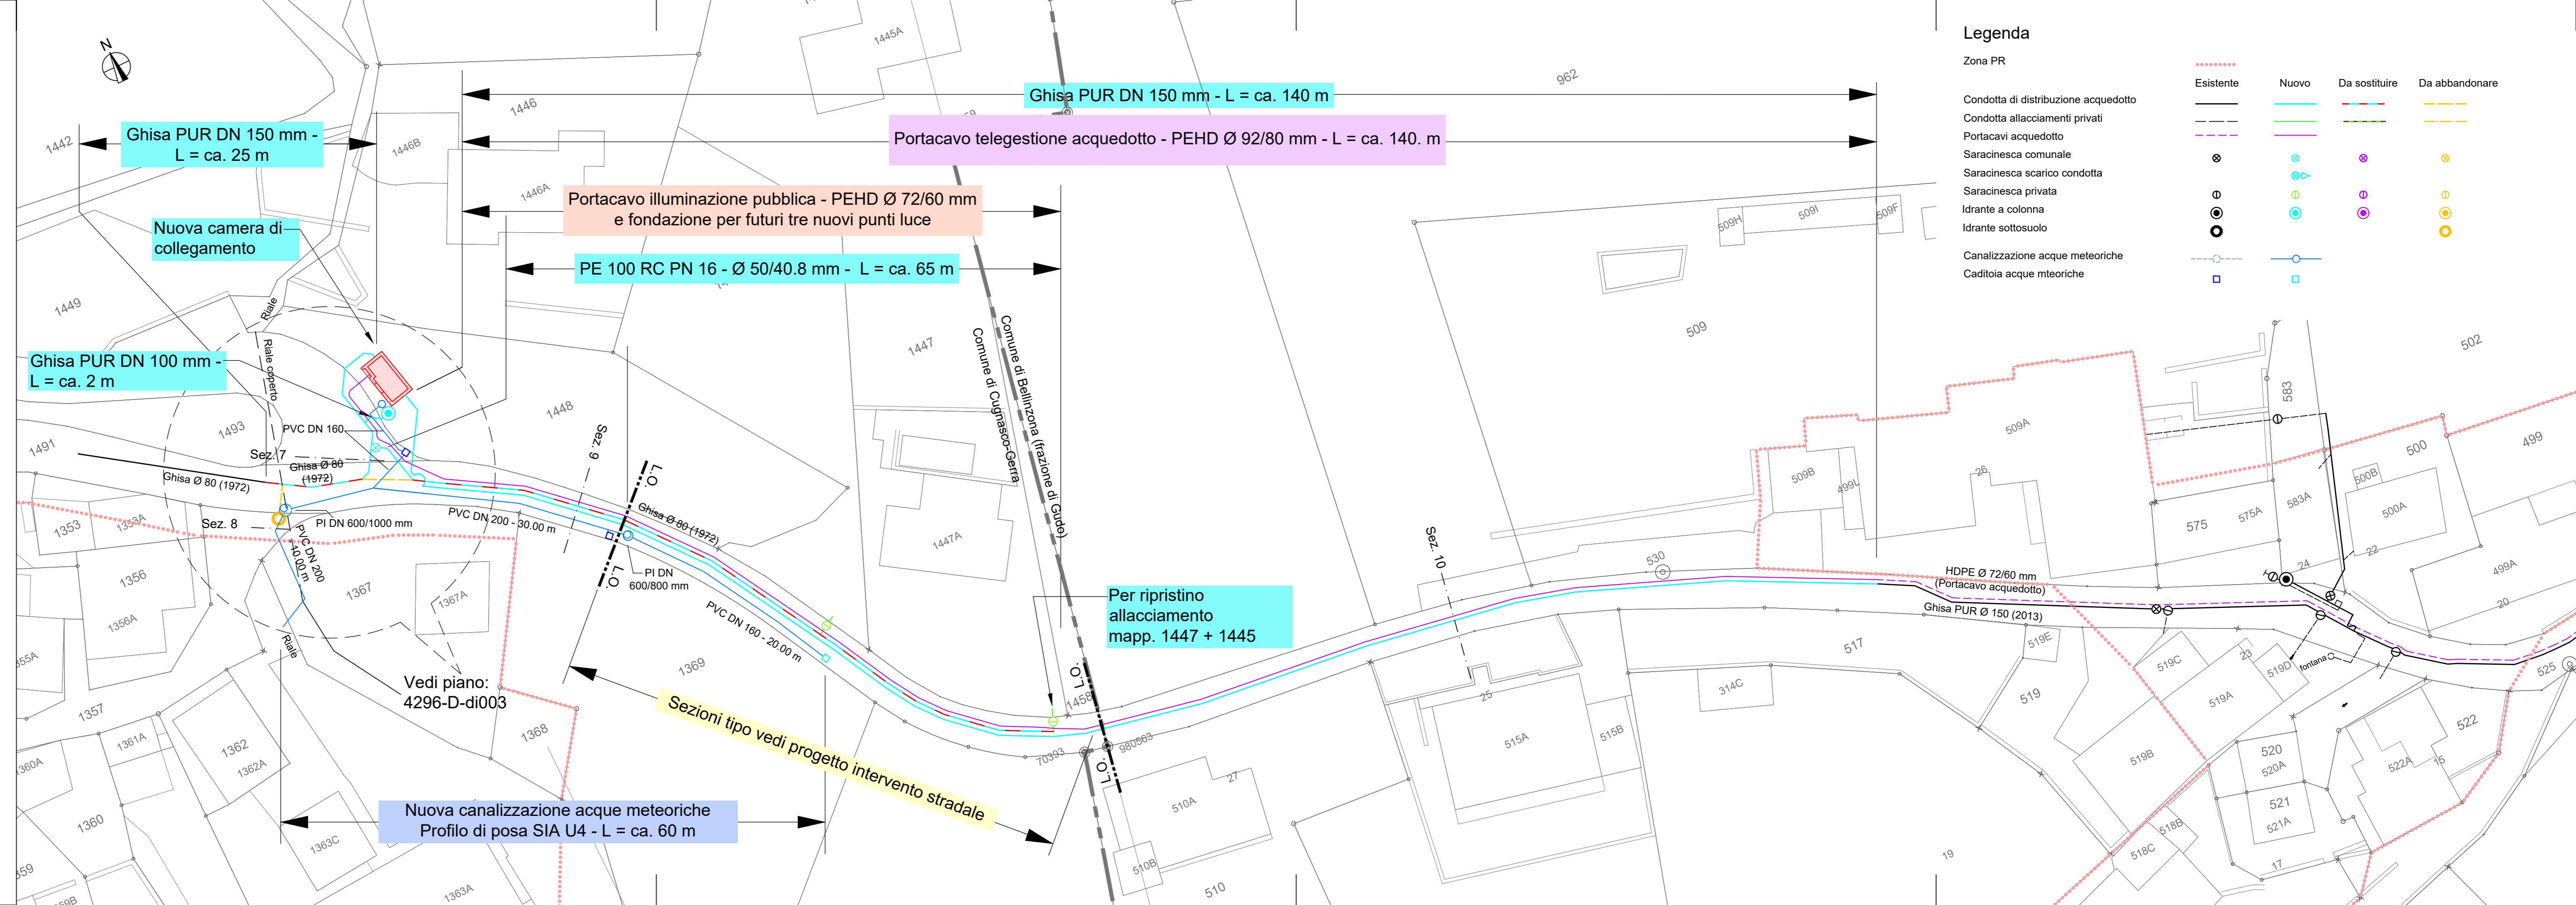 N
1442
Ghisa PUR DN 150 mm -
L = ca. 25 m
1446
1446B
1446A
1445A
Ghisa PUR DN 150 mm - L = ca. 140 m
962
Portacavo telegestione acquedotto - PEHD Ø 92/80 mm - L = ca. 140. m
Portacavo illuminazione pubblica - PEHD Ø 72/60 mm
e fondazione per futuri tre nuovi punti luce
PE 100 RC PN 16 - Ø 50/40.8 mm - L = ca. 65 m
Nuova camera di
collegamento
Legenda
Zona PR
Esistente
Nuovo
Da sostituire
Da abbandonare
Condotta di distribuzione acquedotto
Condotta allacciamenti privati
Portacavi acquedotto
Saracinesca comunale
Saracinesca scarico condotta
Saracinesca privata
Idrante a colonna
Idrante sottosuolo
Canalizzazione acque meteoriche
Caditoia acque mteoriche
509H
509I
509F
1449
Riale
Riale coperto
Ghisa PUR DN 100 mm -
L = ca. 2 m
1447
Comune di Cugnasco-Gerra
Comune di Bellinzona (frazione di Gudo)
509
502
583
1448
1493
1491
PVC DN 160
Sez. 7
Ghisa Ø 80
(1972)
Ghisa Ø 80 (1972)
Sez. 9
L.O.
L.O.
Ghisa Ø 80 (1972)
1447A
509A
509B
499L
26
500
499
500B
500A
583A
575A
575
1353
1353A
Sez. 8
PI DN 600/1000 mm
PVC DN 200 - 30.00 m
PVC DN 200
10.00 m
1356
1356A
1367
1367A
PI DN
600/800 mm
PVC DN 160 - 20.00 m
Sez. 10
530
HDPE Ø 72/60 mm
(Portacavo acquedotto)
Ghisa PUR Ø 150 (2013)
24
22
499A
20
Per ripristino
allacciamento
mapp. 1447 + 1445
Riale
1369
Vedi piano:
4296-D-di003
1357
1368
1458
L.O.
L.O.
70393
980563
25
515A
515B
314C
517
519E
519
519C
23
519D
fontana
519A
519B
525
522
522A
15
520
520A
521
521A
17
518B
518C
19
Sezioni tipo vedi progetto intervento stradale
1361A
1362
1362A
1360A
1360
1363C
1363A
Nuova canalizzazione acque meteoriche
Profilo di posa SIA U4 - L = ca. 60 m
27
510A
510B
510